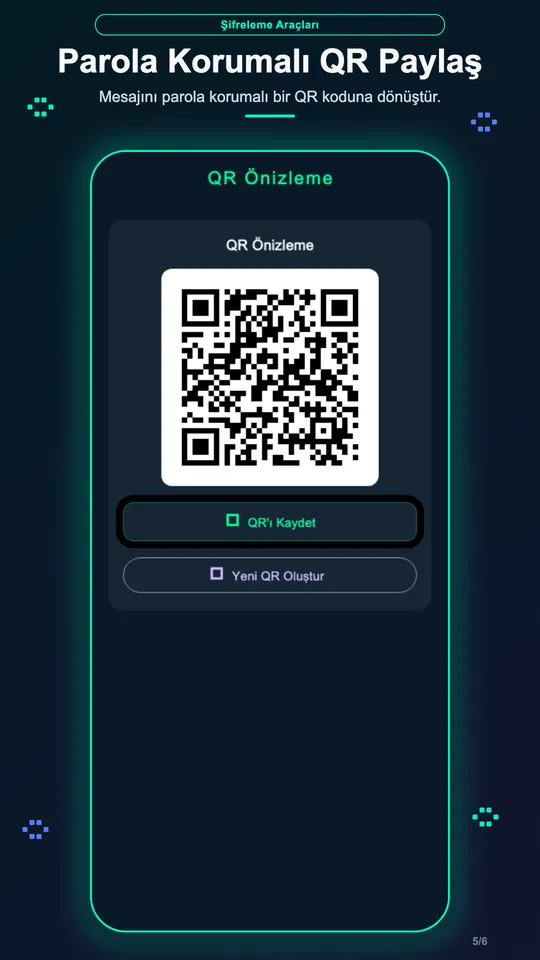 Şifreleme Araçları
Parola Korumalı QR Paylaş
Mesajını parola korumalı bir QR koduna dönüştür.
QR Önizleme
QR Önizleme
QR'ı Kaydet
Yeni QR Oluştur
5/6